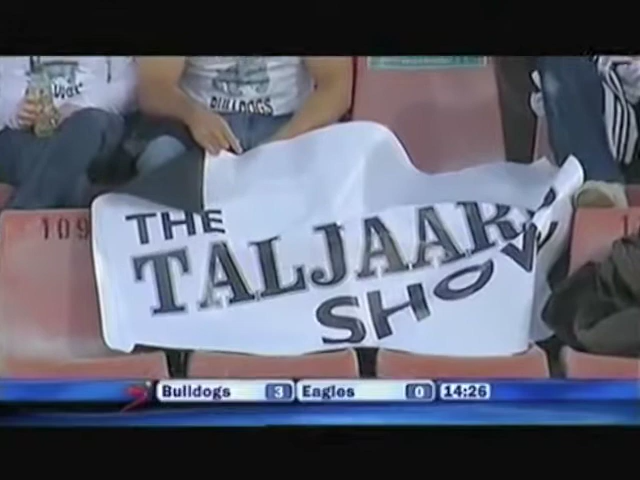 BULLDOGS
109
THE
TALJAARD
SHOW
Bulldogs 3 Eagles 0 14:26